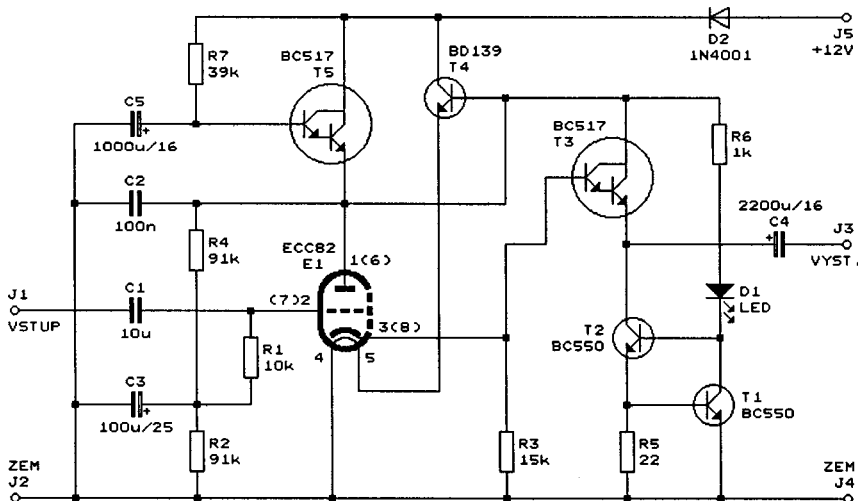 BD139
T4
D2
1N4001
J5
+12V
R7
39k
BC517
T5
C5
+
1000u/16
BC517
T3
R6
1k
C2
100n
2200u/16
+
C4
J3
VYST.
R4
91k
ECC82
E1
1(6)
J1
VSTUP
C1
10u
(7)2
3(8)
D1
LED
T2
BC550
R1
10k
4
5
C3
+
100u/25
T1
BC550
ZEM
J2
R2
91k
R3
15k
R5
22
ZEM
J4